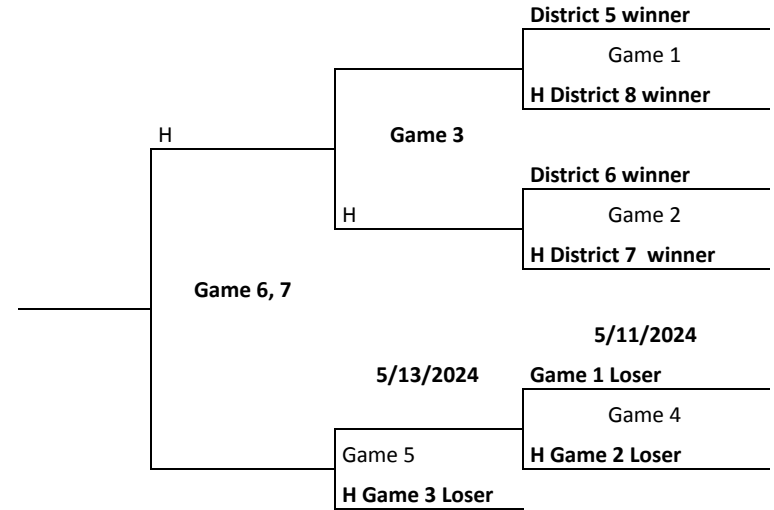 District 5 winner
Game 1
H District 8 winner
H
Game 3
District 6 winner
H
Game 2
H District 7  winner
Game 6, 7
5/11/2024
5/13/2024
Game 1 Loser
Game 4
Game 5
H Game 2 Loser
H Game 3 Loser